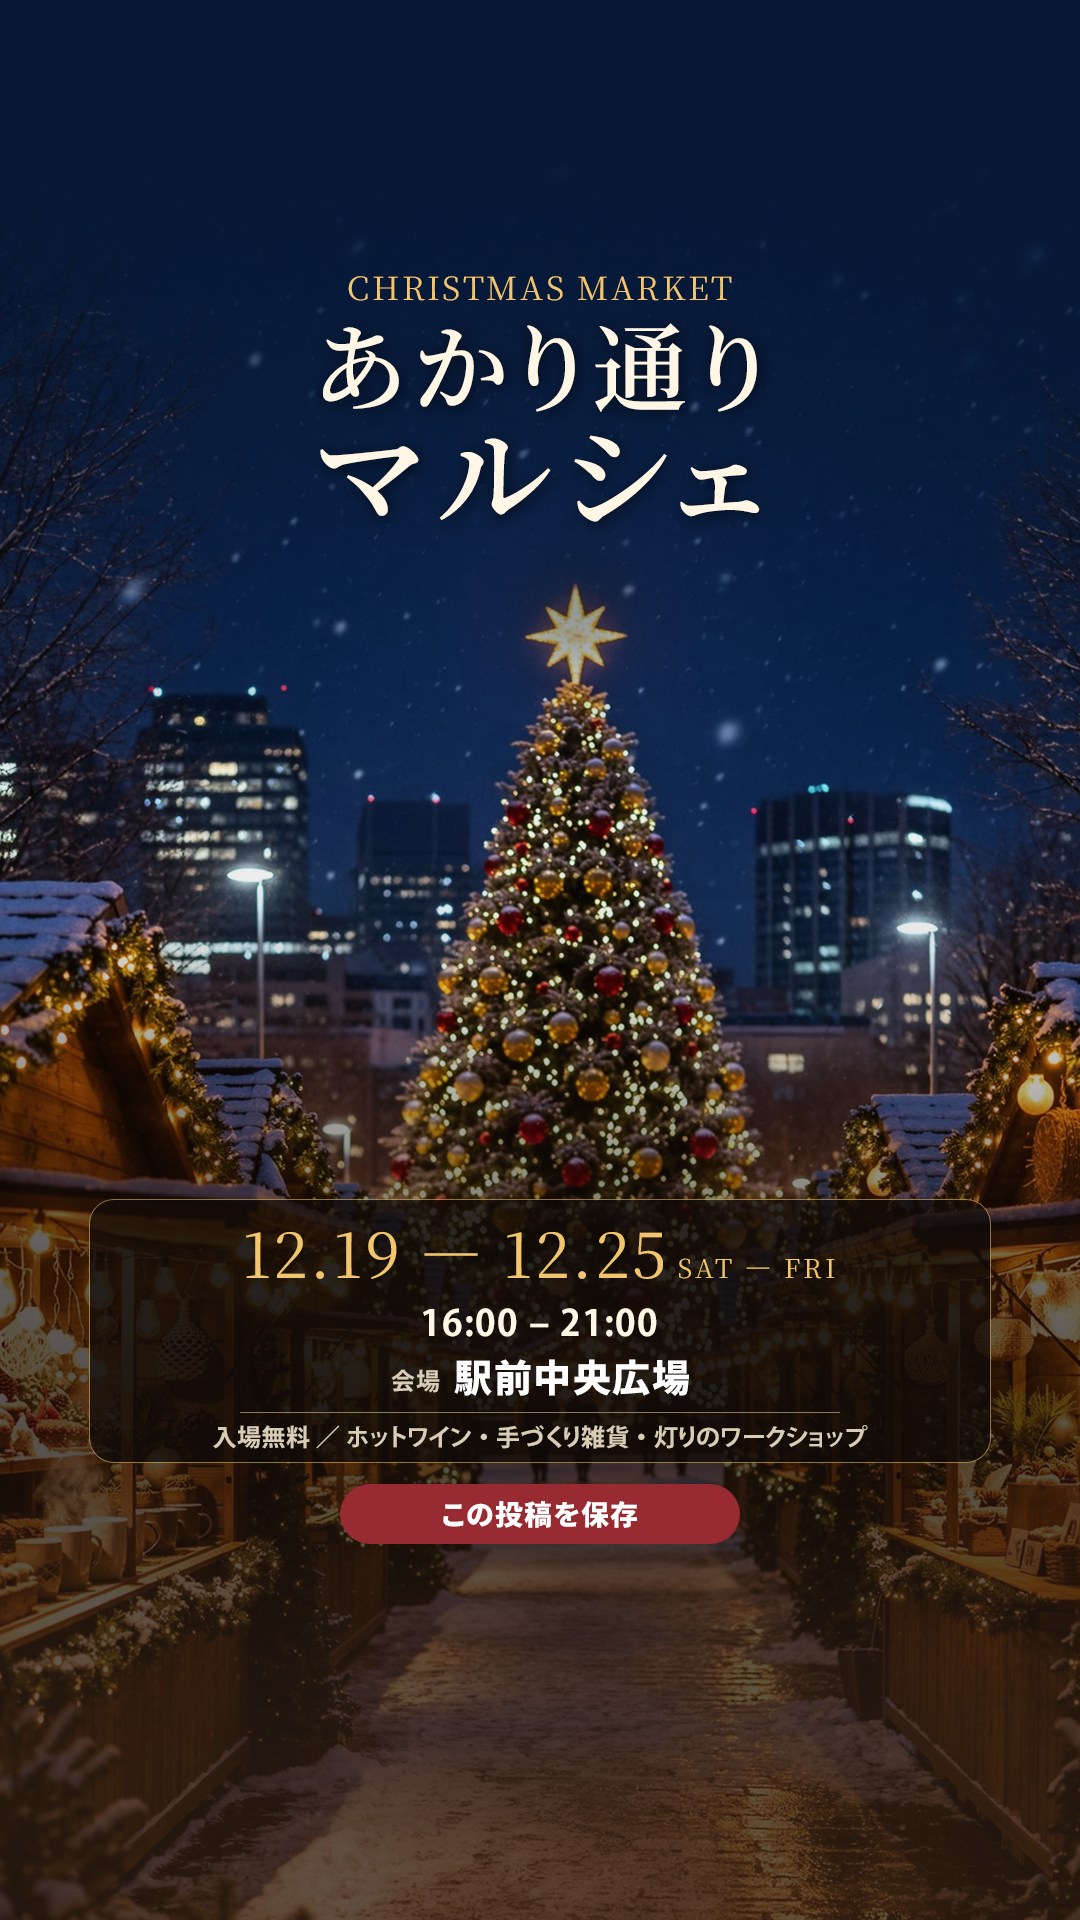 CHRISTMAS MARKET
あかり通り
マルシェ
12.19 — 12.25 SAT — FRI
16:00 – 21:00
会場 駅前中央広場
入場無料 ／ ホットワイン・手づくり雑貨・灯りのワークショップ
この投稿を保存